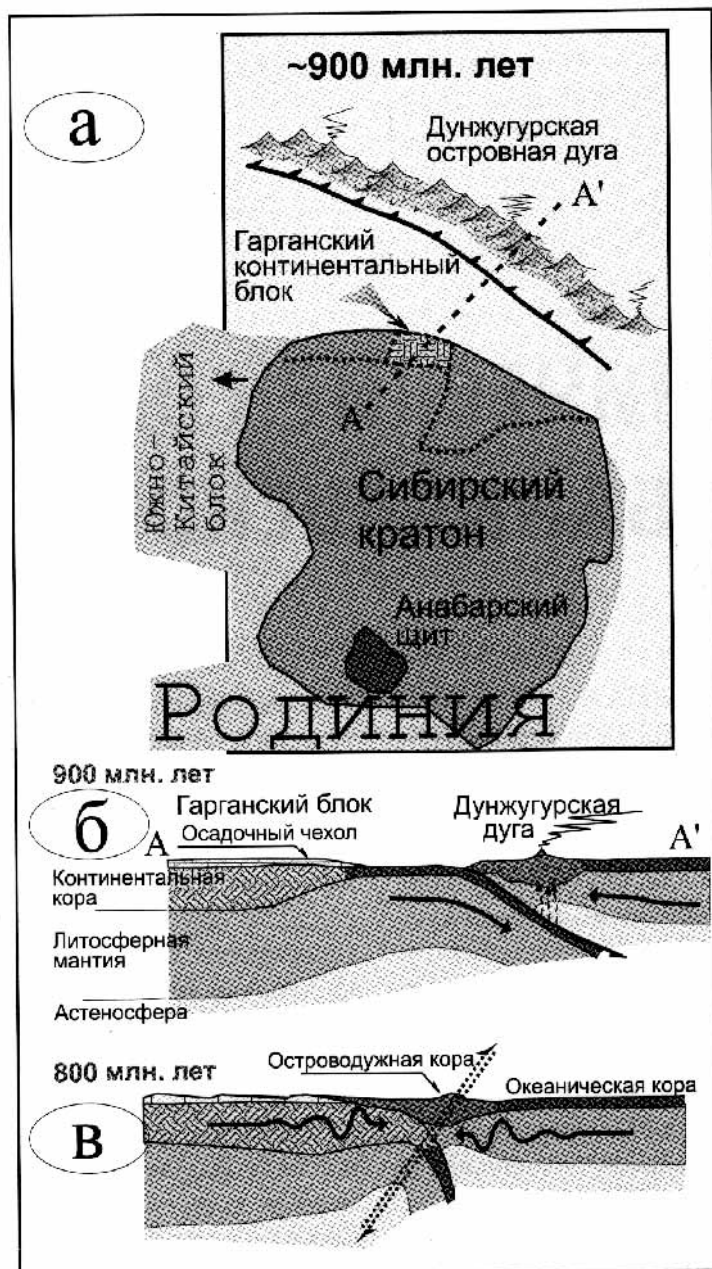 ~900 млн. лет
а
Дунжугурская
островная дуга
А'
Гарганский
континентальный
блок
А
Южно-
Китайский
блок
Сибирский
кратон
Анабарский
щит
Родиния
900 млн. лет
б
А
Гарганский блок
Осадочный чехол
Дунжугурская
дуга
А'
Континентальная
кора
Литосферная
мантия
Астеносфера
800 млн. лет
в
Островодужная кора
Океаническая кора